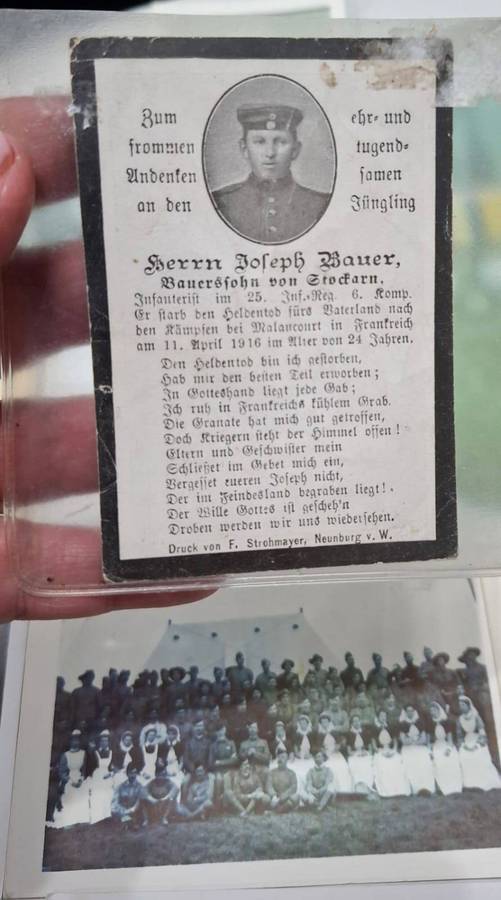 Zum ehr- und
frommen tugend-
Andenken samen
an den Jüngling
Herrn Joseph Bauer,
Bauerssohn von Stockarn,
Infanterist im 25. Inf.-Reg. 6. Komp.
Er starb den Heldentod fürs Vaterland nach
den Kämpfen bei Malancourt in Frankreich
am 11. April 1916 im Alter von 24 Jahren.
Den Heldentod bin ich gestorben,
Hab mir den besten Teil erworben;
In Gotteshand liegt jede Gab;
Ich ruh in Frankreichs kühlem Grab.
Die Granate hat mich gut getroffen,
Doch Kriegern steht der Himmel offen!
Eltern und Geschwister mein
Schließet im Gebet mich ein,
Vergesset eueren Joseph nicht,
Der im Feindesland begraben liegt!
Der Wille Gottes ist gescheh'n
Droben werden wir uns wiedersehen.
Druck von F. Strohmayer, Neunburg v. W.